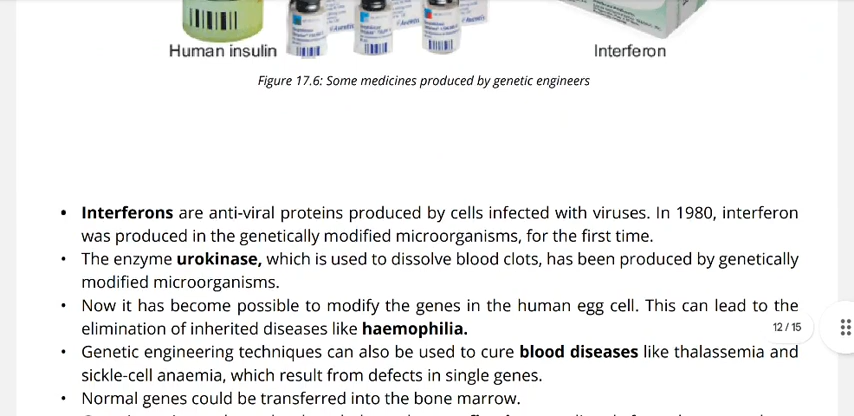 Human insulin
Interferon
Figure 17.6: Some medicines produced by genetic engineers
• Interferons are anti-viral proteins produced by cells infected with viruses. In 1980, interferon
was produced in the genetically modified microorganisms, for the first time.
• The enzyme urokinase, which is used to dissolve blood clots, has been produced by genetically
modified microorganisms.
• Now it has become possible to modify the genes in the human egg cell. This can lead to the
elimination of inherited diseases like haemophilia.
12 / 15
• Genetic engineering techniques can also be used to cure blood diseases like thalassemia and
sickle-cell anaemia, which result from defects in single genes.
• Normal genes could be transferred into the bone marrow.